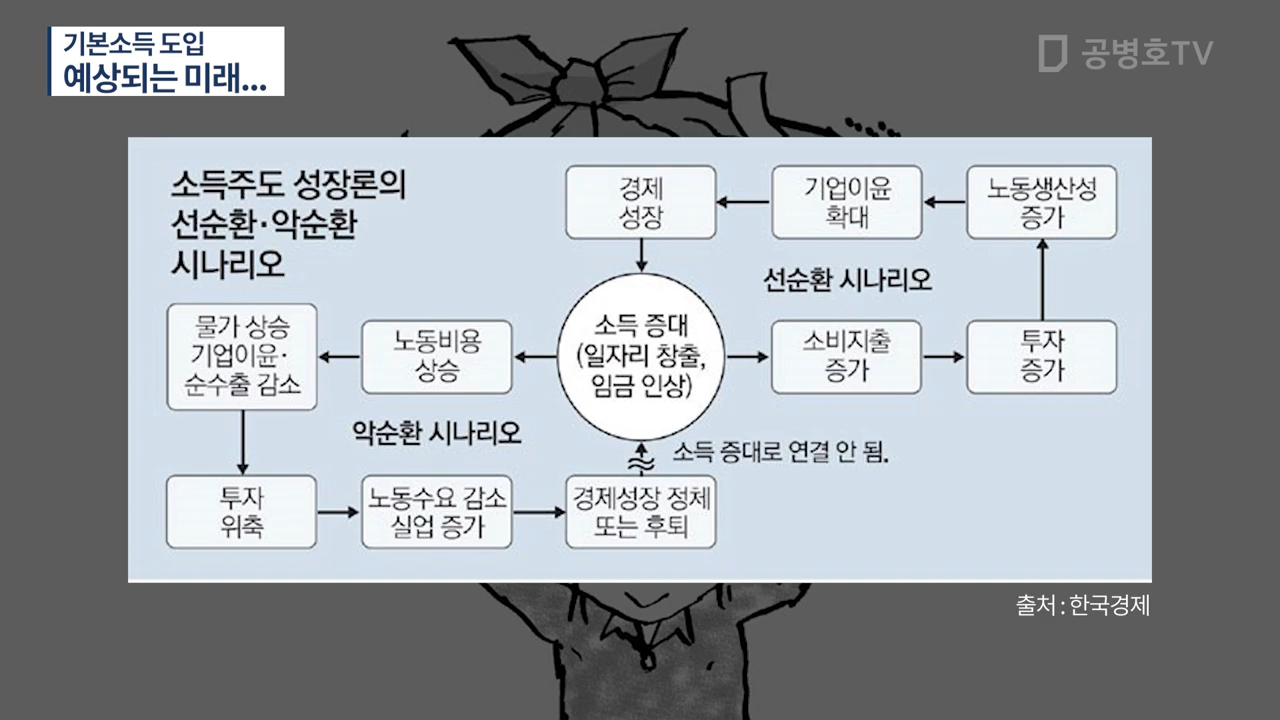 기본소득 도입
예상되는 미래...
공병호TV
소득주도 성장론의
선순환·악순환
시나리오
경제
성장
기업이윤
확대
노동생산성
증가
선순환 시나리오
물가 상승
기업이윤·
순수출 감소
노동비용
상승
소득 증대
(일자리 창출,
임금 인상)
소비지출
증가
투자
증가
악순환 시나리오
소득 증대로 연결 안 됨.
투자
위축
노동수요 감소
실업 증가
경제성장 정체
또는 후퇴
출처 : 한국경제